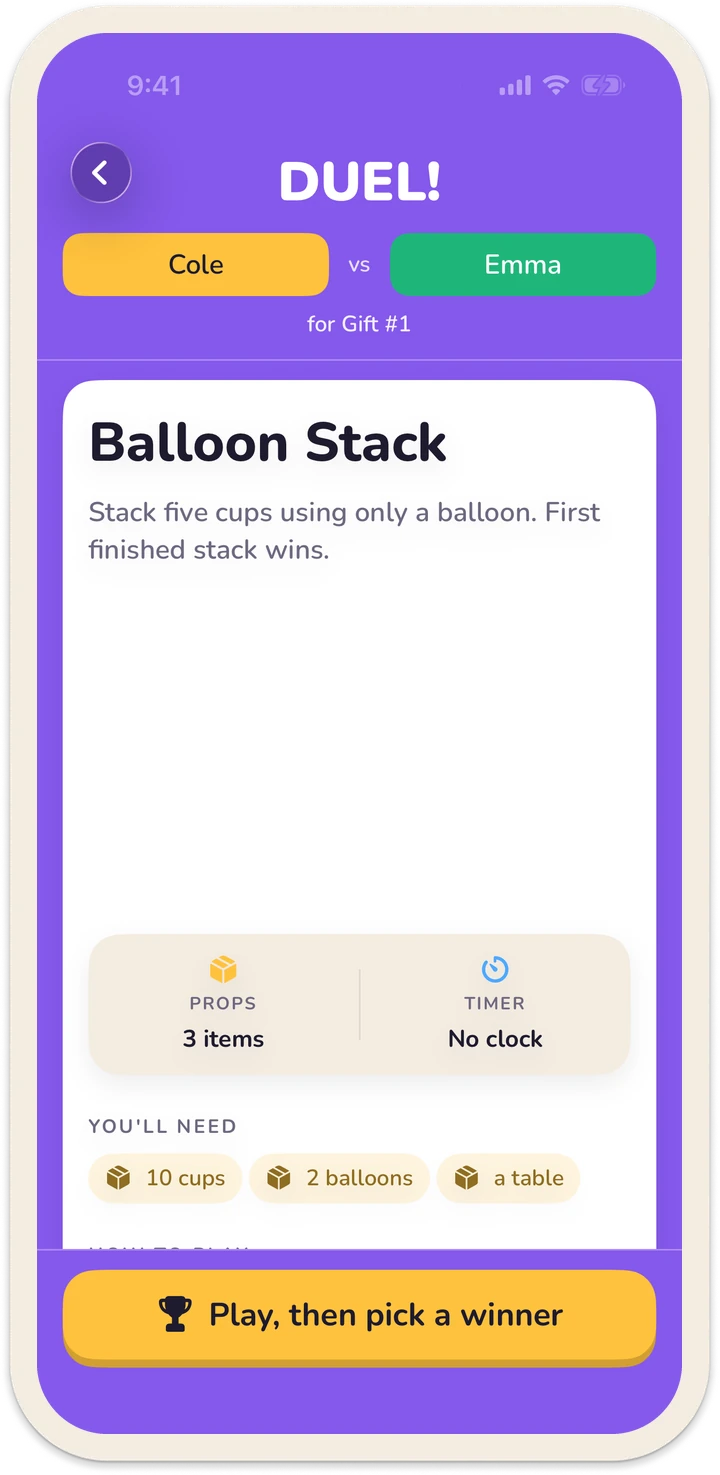 9:41
DUEL!
Cole vs Emma
for Gift #1
Balloon Stack
Stack five cups using only a balloon. First
finished stack wins.
PROPS
3 items
TIMER
No clock
YOU'LL NEED
10 cups
2 balloons
a table
Play, then pick a winner